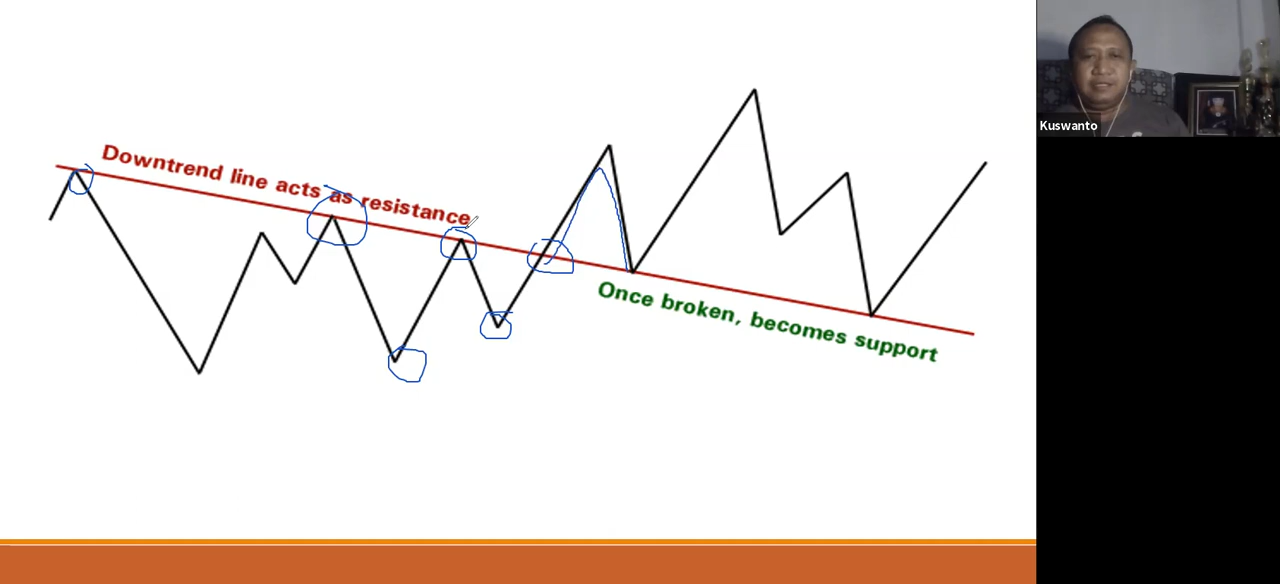 Downtrend line acts as resistance
Once broken, becomes support
Kuswanto